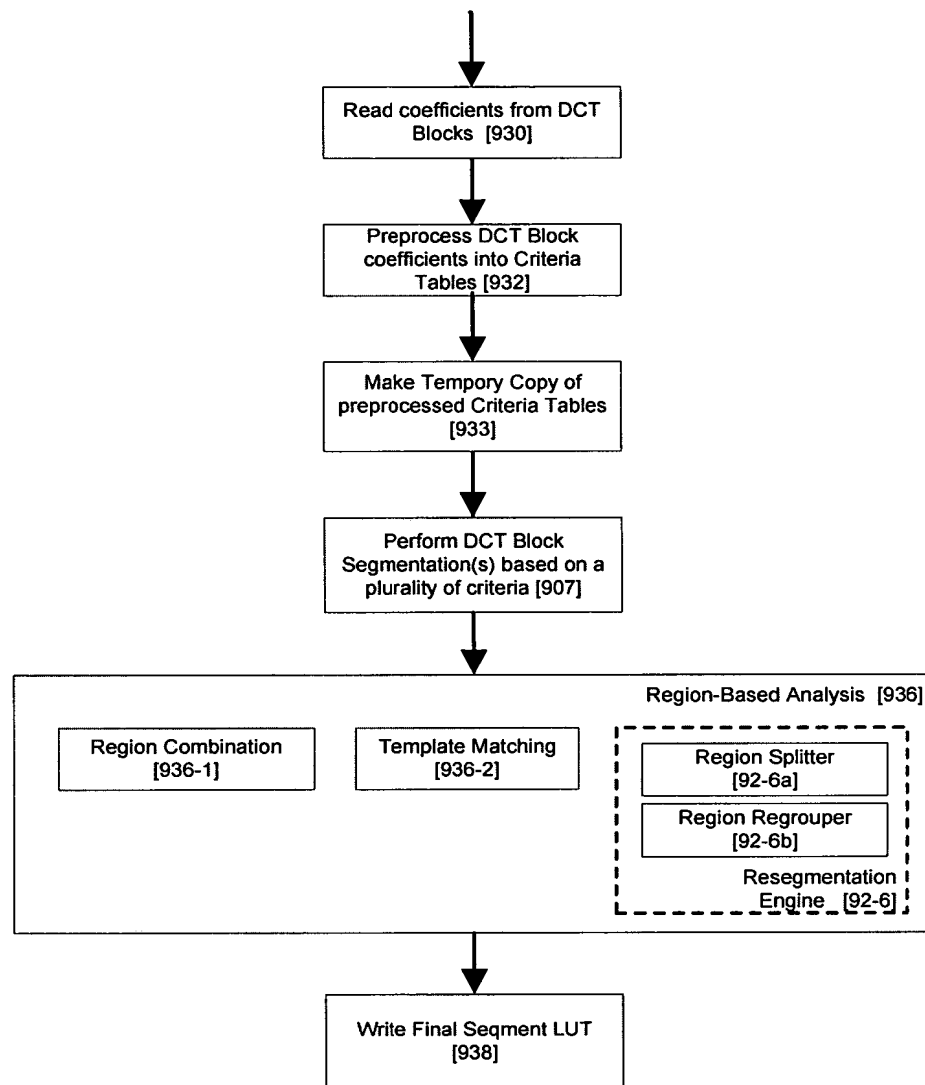 Read coefficients from DCT
Blocks [930]
Preprocess DCT Block
coefficients into Criteria
Tables [932]
Make Tempory Copy of
preprocessed Criteria Tables
[933]
Perform DCT Block
Segmentation(s) based on a
plurality of criteria [907]
Region-Based Analysis [936]
Region Combination
[936-1]
Template Matching
[936-2]
Region Splitter
[92-6a]
Region Regrouper
[92-6b]
Resegmentation
Engine [92-6]
Write Final Seqment LUT
[938]